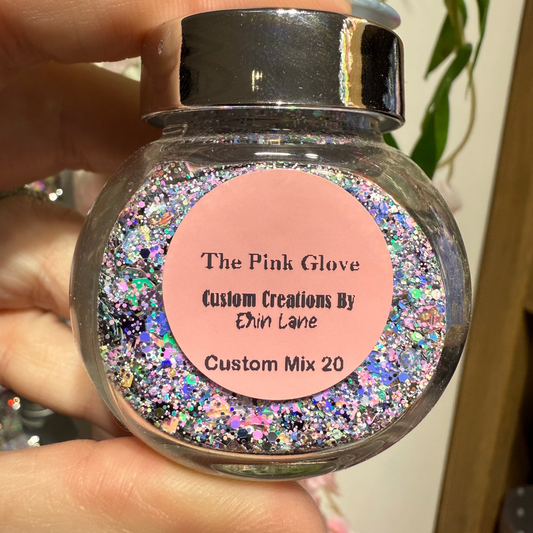 The Pink Glove
Custom Creations By
Erin Lane
Custom Mix 20